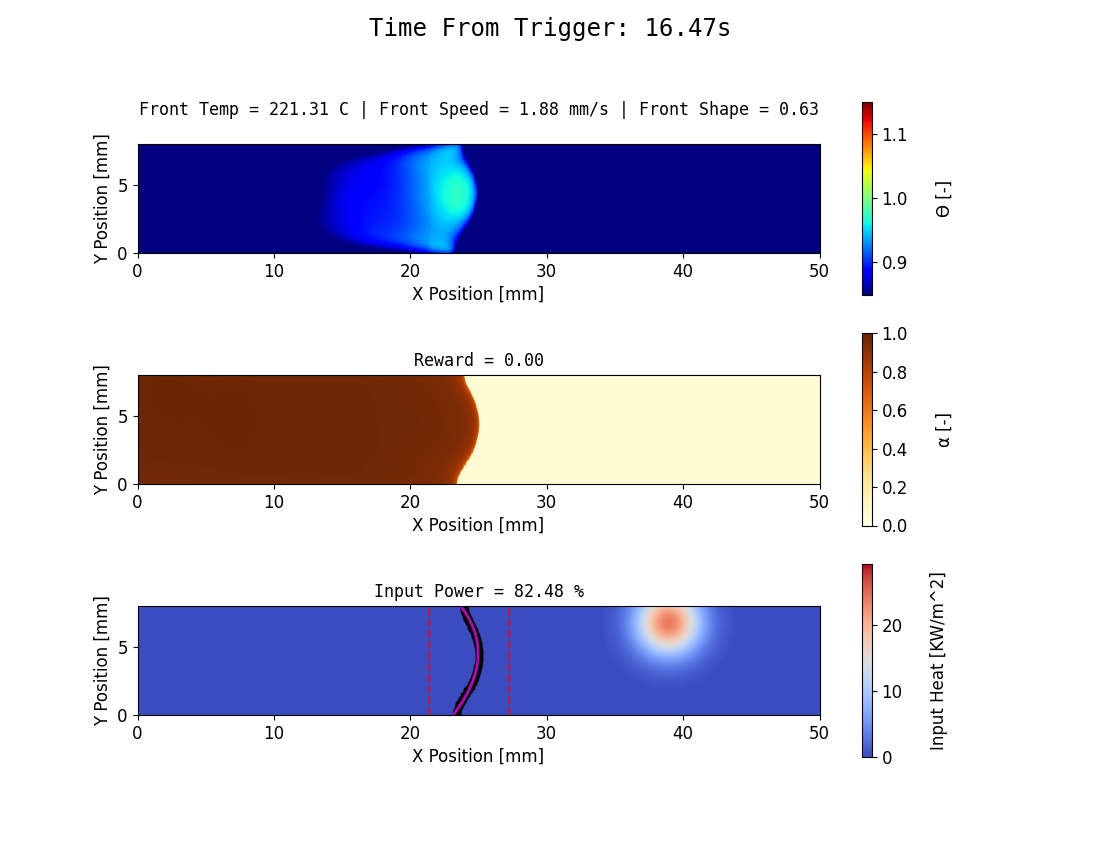 Time From Trigger: 16.47s
Front Temp = 221.31 C | Front Speed = 1.88 mm/s | Front Shape = 0.63
Y Position [mm]
5
0
0 10 20 30 40 50
X Position [mm]
1.1
1.0
0.9
Θ [-]
Reward = 0.00
Y Position [mm]
5
0
0 10 20 30 40 50
X Position [mm]
1.0
0.8
0.6
0.4
0.2
0.0
α [-]
Input Power = 82.48 %
Y Position [mm]
5
0
0 10 20 30 40 50
X Position [mm]
20
10
0
Input Heat [KW/m^2]